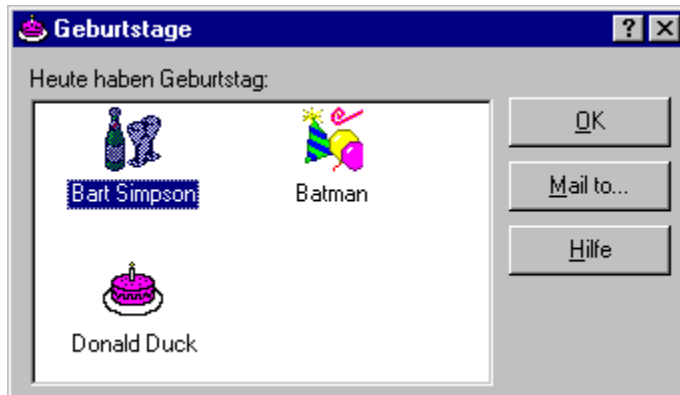 Geburtstage
Heute haben Geburtstag:
Bart Simpson
Batman
Donald Duck
OK
Mail to...
Hilfe